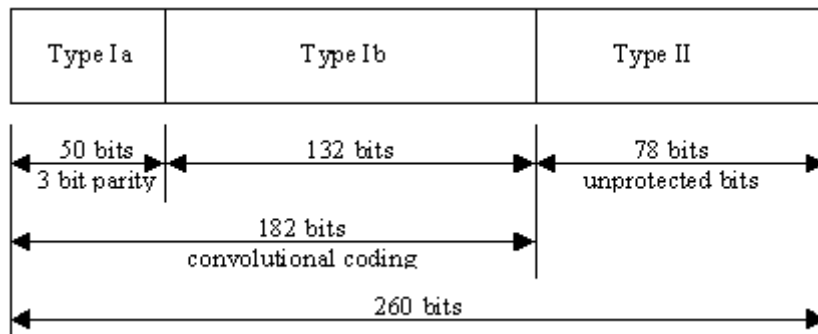 Type Ia
Type Ib
Type II
50 bits
132 bits
78 bits
3 bit parity
unprotected bits
182 bits
convolutional coding
260 bits